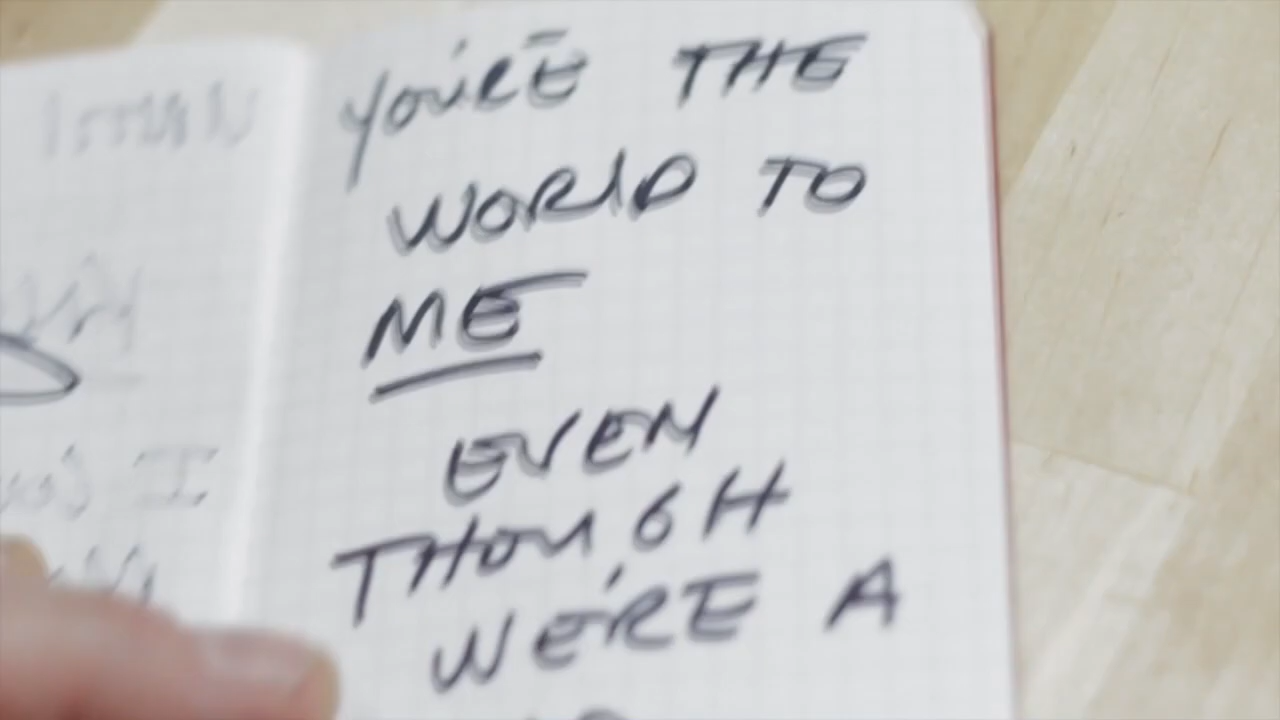 YOU'RE THE
WORLD TO
ME
EVEN
THOUGH
WE'RE A